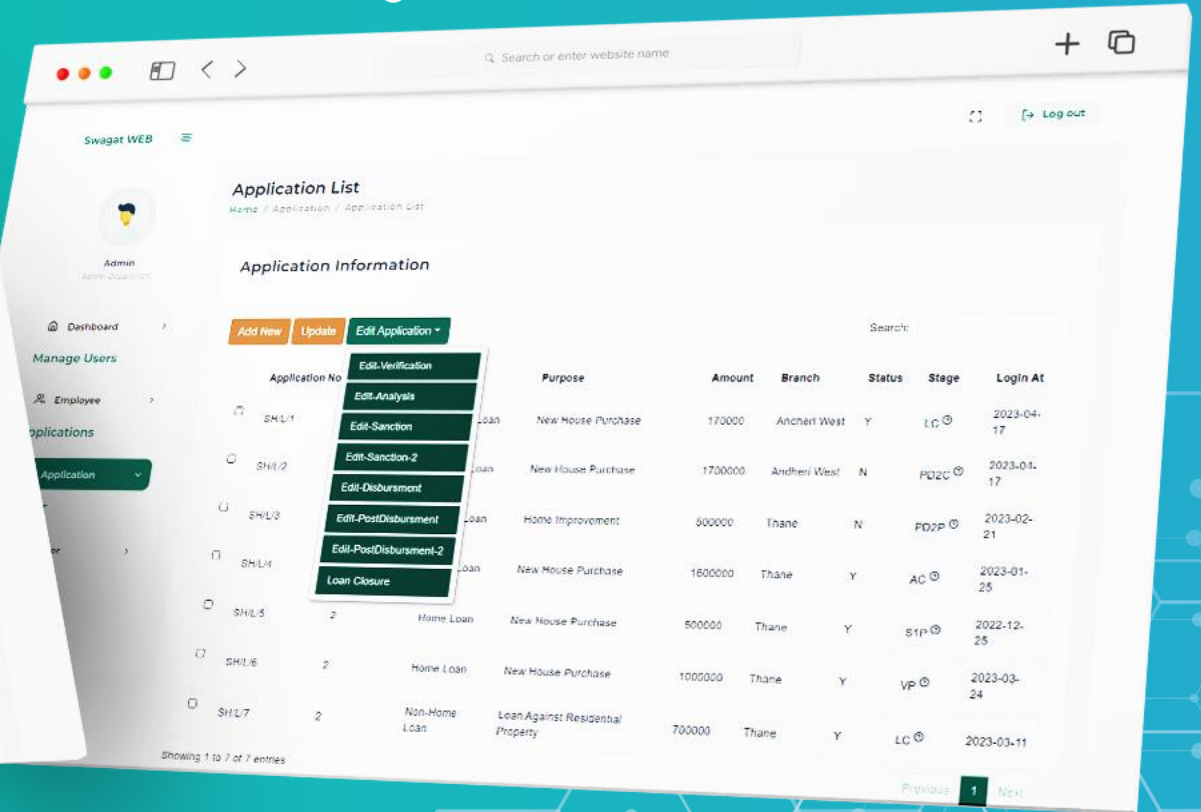 Search or enter website name
Swagat WEB
Log out
Application List
Home / Application / Application List
Admin
Application Information
Dashboard
Add New Update Edit Application
Search:
Manage Users
Edit-Verification
Application No Purpose Amount Branch Status Stage Login At
Employee
Edit-Analysis
SH/L/1 New House Purchase 170000 Andheri West Y LC 2023-04-
17
pplications
Edit-Sanction
Edit-Sanction-2
SH/L/2 oan New House Purchase 1700000 Andheri West N PD2C 2023-04-
17
Application
Edit-Disbursment
SH/L/3 oan Home Improvement 500000 Thane N PD2P 2023-02-
21
Edit-PostDisbursment
Edit-PostDisbursment-2
SH/L/4 oan New House Purchase 1600000 Thane Y AC 2023-01-
25
Loan Closure
SH/L/5 2 Home Loan New House Purchase 500000 Thane Y S1P 2022-12-
25
SH/L/6 2 Home Loan New House Purchase 1000000 Thane Y VP 2023-03-
24
SH/L/7 2 Non-Home Loan Against Residential 700000 Thane Y LC 2023-03-11
Loan Property
Showing 1 to 7 of 7 entries
Previous 1 Next